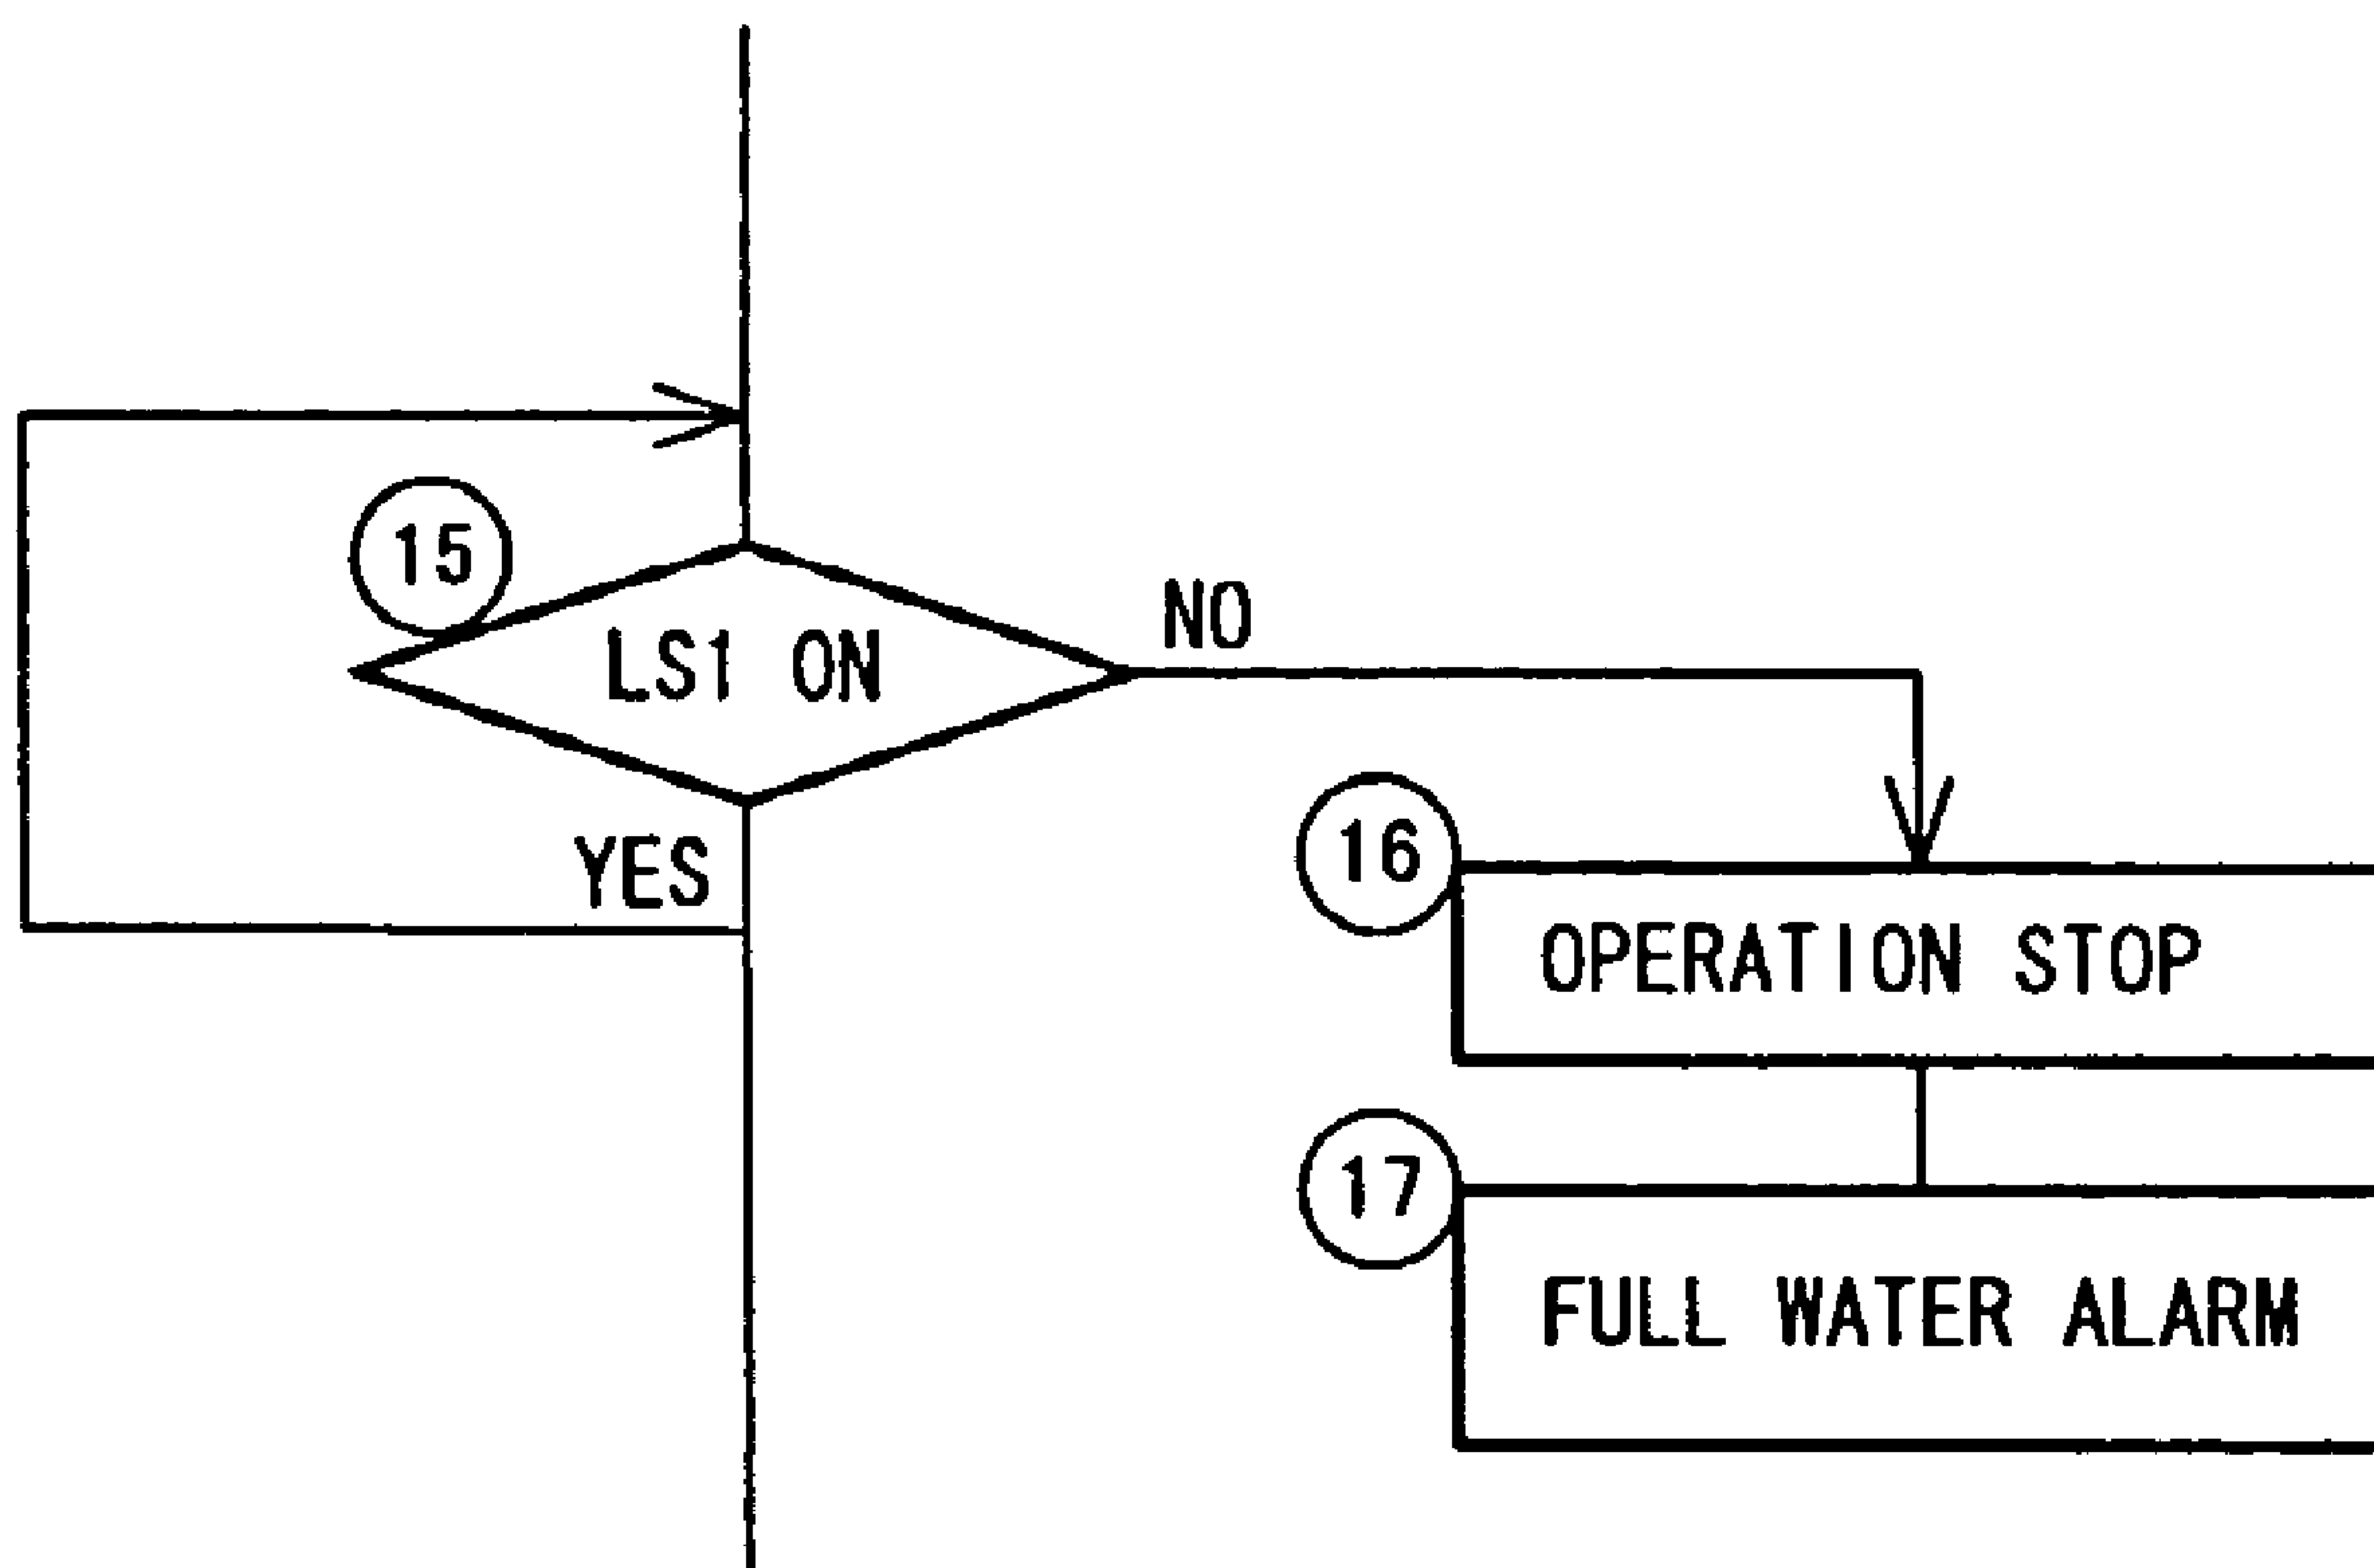 15
LS1 ON
NO
YES
16
OPERATION STOP
17
FULL WATER ALARM